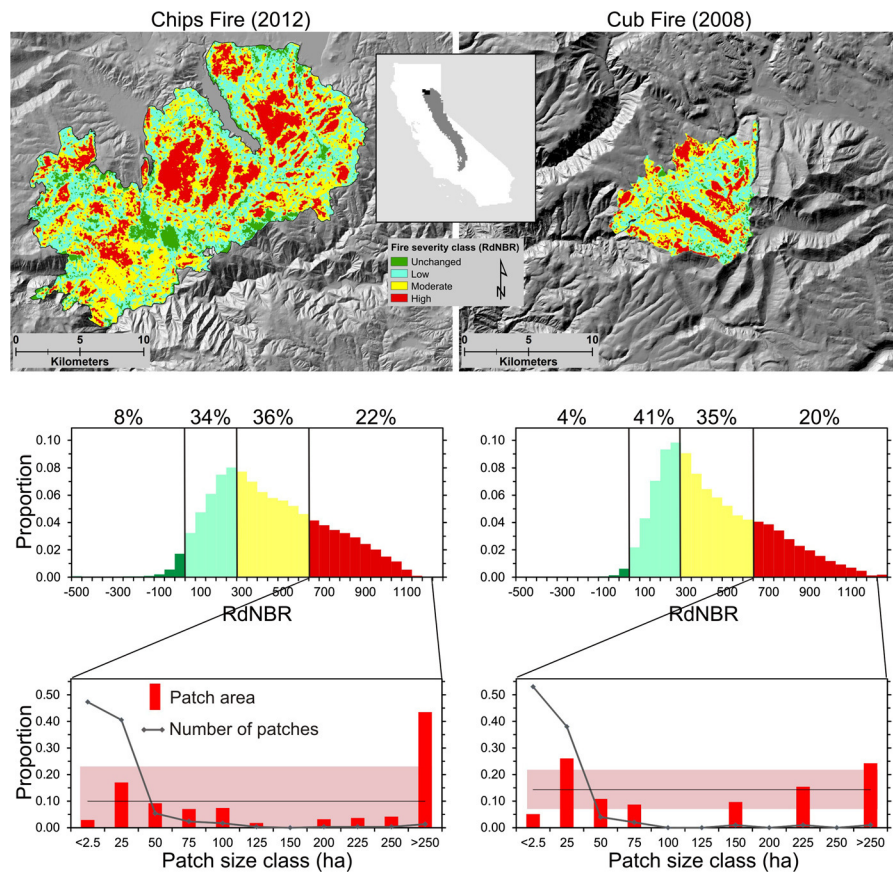 Chips Fire (2012)
Cub Fire (2008)
Fire severity class (RdNBR)
Unchanged
Low
Moderate
High
N
0 5 10
Kilometers
0 5 10
Kilometers
8% 34% 36% 22%
0.10
0.08
0.06
0.04
0.02
0.00
Proportion
-500 -300 -100 100 300 500 700 900 1100
RdNBR
4% 41% 35% 20%
0.10
0.08
0.06
0.04
0.02
0.00
-500 -300 -100 100 300 500 700 900 1100
RdNBR
0.50
0.40
0.30
0.20
0.10
0.00
Proportion
Patch area
Number of patches
<2.5 25 50 75 100 125 150 200 225 250 >250
Patch size class (ha)
0.50
0.40
0.30
0.20
0.10
0.00
<2.5 25 50 75 100 125 150 200 225 250 >250
Patch size class (ha)